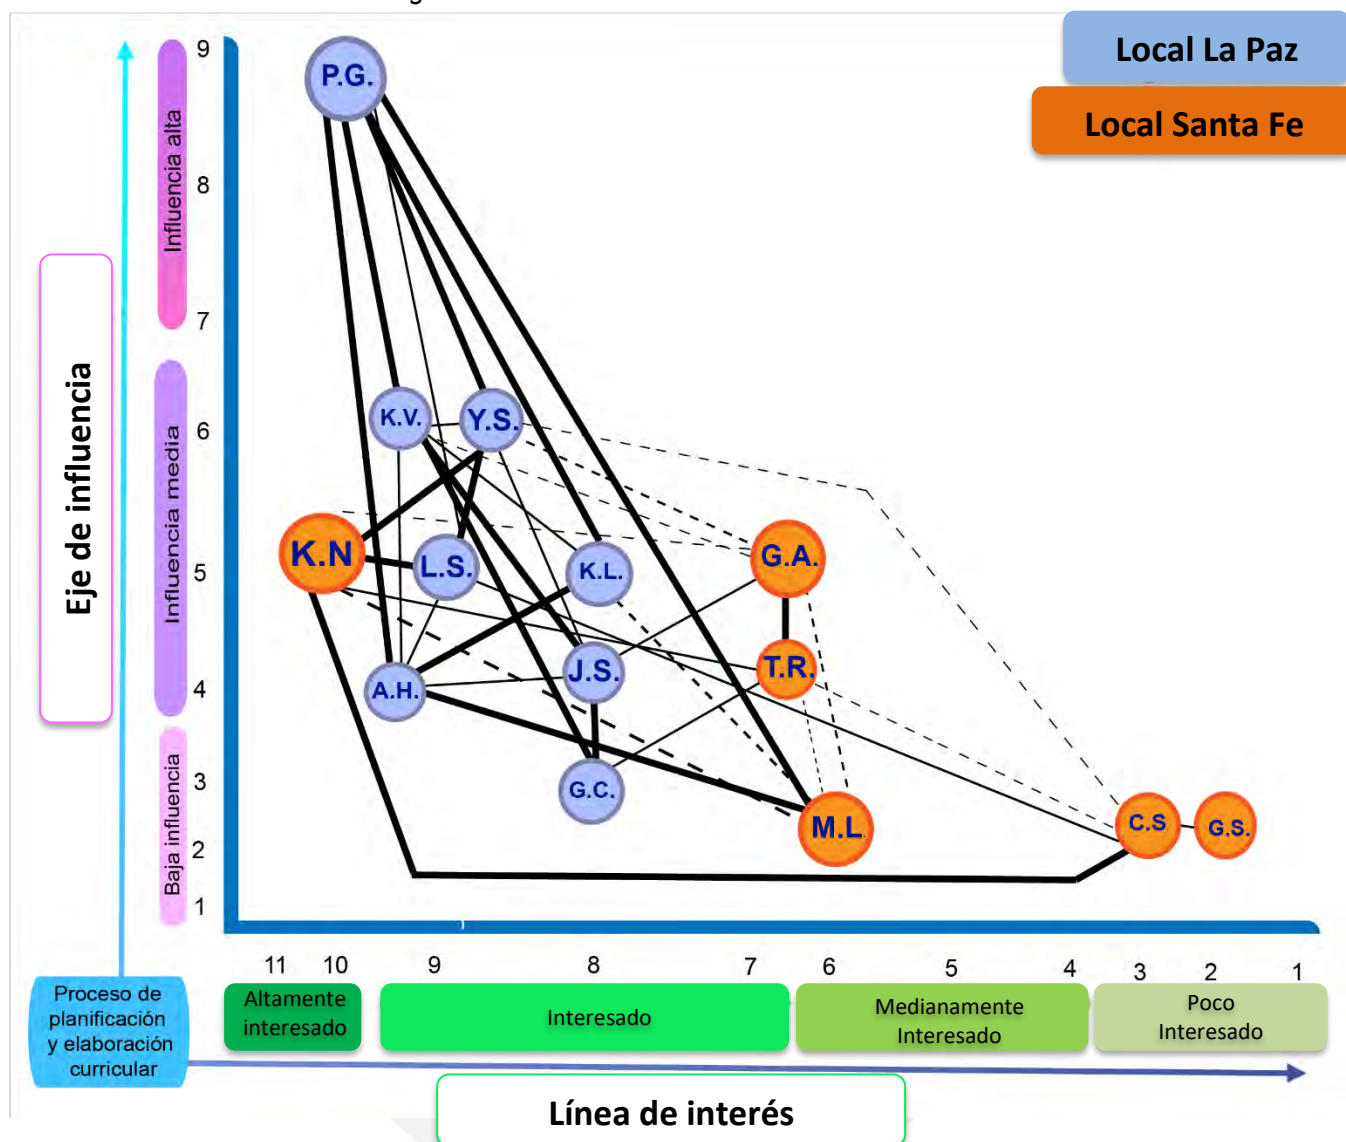 g
Local La Paz
Local Santa Fe
Eje de influencia
Influencia alta
Influencia media
Baja influencia
9
8
7
6
5
4
3
2
1
P.G.
K.V.
Y.S.
K.N
L.S.
K.L.
G.A.
A.H.
J.S.
T.R.
G.C.
M.L
C.S
G.S.
11 10 9 8 7 6 5 4 3 2 1
Proceso de
planificación
y elaboración
curricular
Altamente
interesado
Interesado
Medianamente
Interesado
Poco
Interesado
Línea de interés